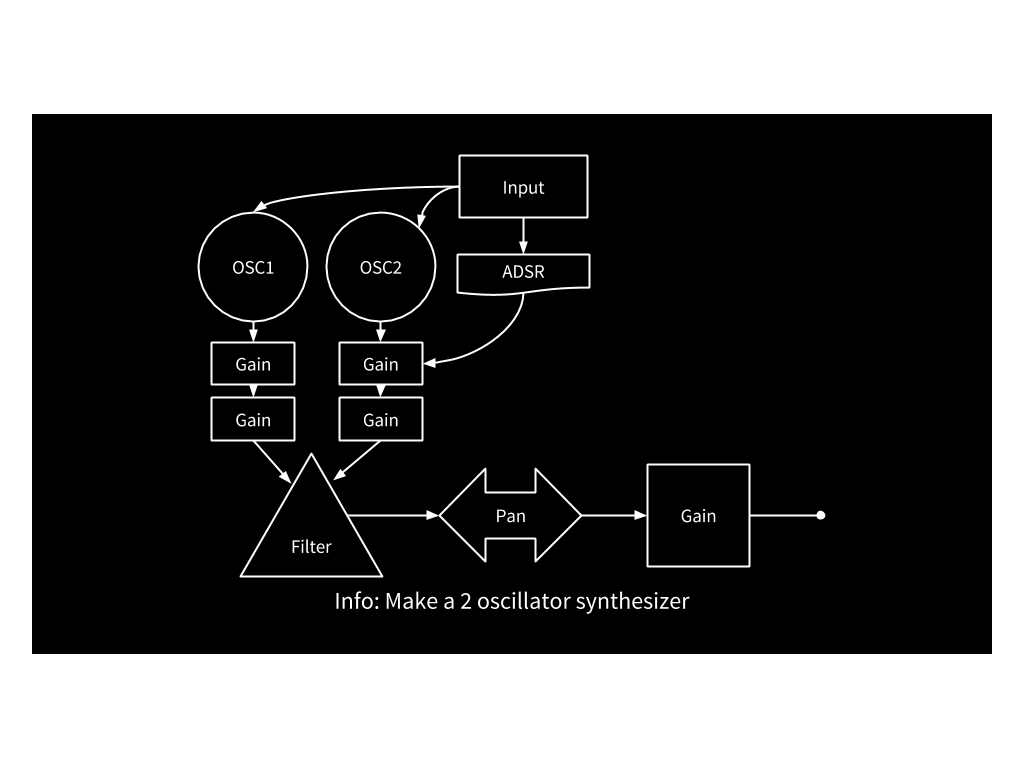 Input
OSC1
OSC2
ADSR
Gain
Gain
Gain
Gain
Filter
Pan
Gain
Info: Make a 2 oscillator synthesizer